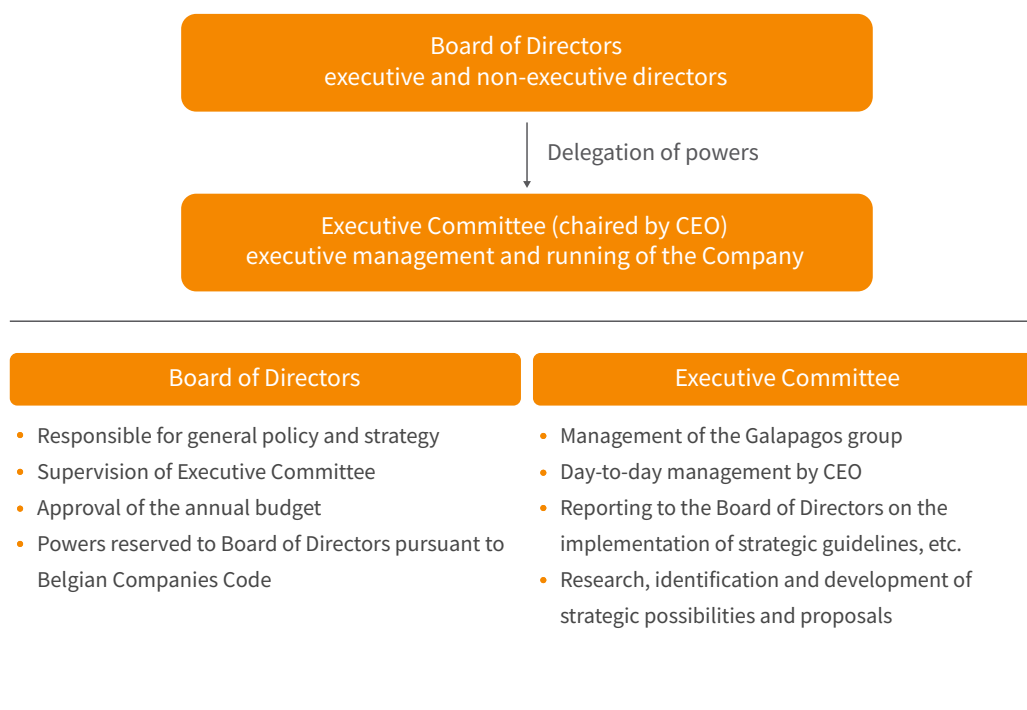 Board of Directors
executive and non-executive directors
Delegation of powers
Executive Committee (chaired by CEO)
executive management and running of the Company
Board of Directors
• Responsible for general policy and strategy
• Supervision of Executive Committee
• Approval of the annual budget
• Powers reserved to Board of Directors pursuant to
Belgian Companies Code
Executive Committee
• Management of the Galapagos group
• Day-to-day management by CEO
• Reporting to the Board of Directors on the
implementation of strategic guidelines, etc.
• Research, identification and development of
strategic possibilities and proposals